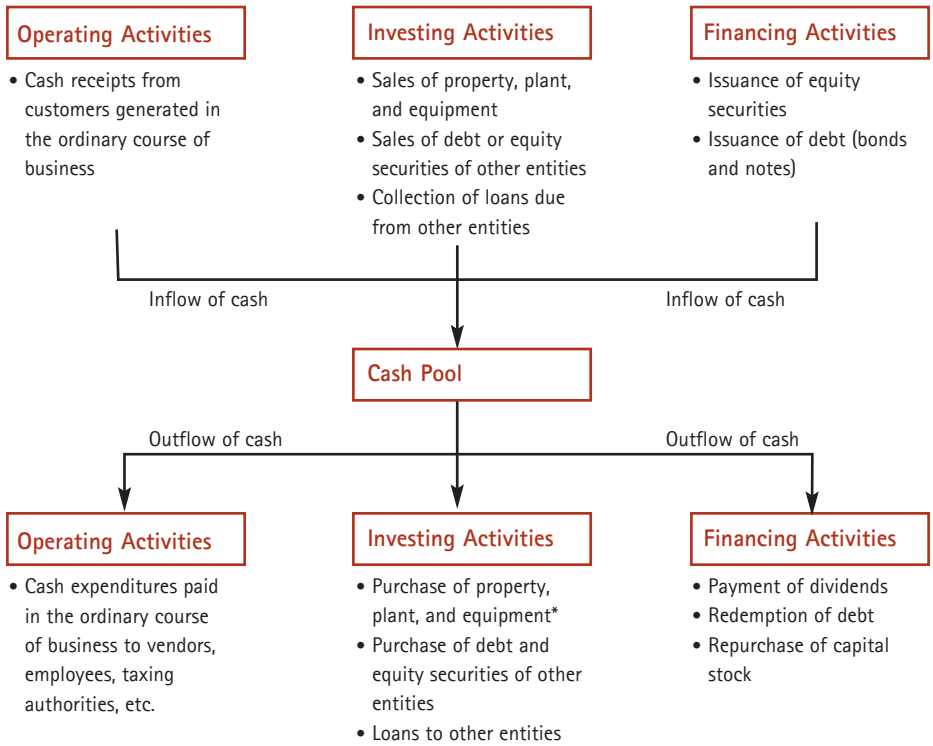 Operating Activities
• Cash receipts from
customers generated in
the ordinary course of
business
Investing Activities
• Sales of property, plant,
and equipment
• Sales of debt or equity
securities of other entities
• Collection of loans due
from other entities
Financing Activities
• Issuance of equity
securities
• Issuance of debt (bonds
and notes)
Inflow of cash
Inflow of cash
Cash Pool
Outflow of cash
Outflow of cash
Operating Activities
• Cash expenditures paid
in the ordinary course
of business to vendors,
employees, taxing
authorities, etc.
Investing Activities
• Purchase of property,
plant, and equipment*
• Purchase of debt and
equity securities of other
entities
• Loans to other entities
Financing Activities
• Payment of dividends
• Redemption of debt
• Repurchase of capital
stock